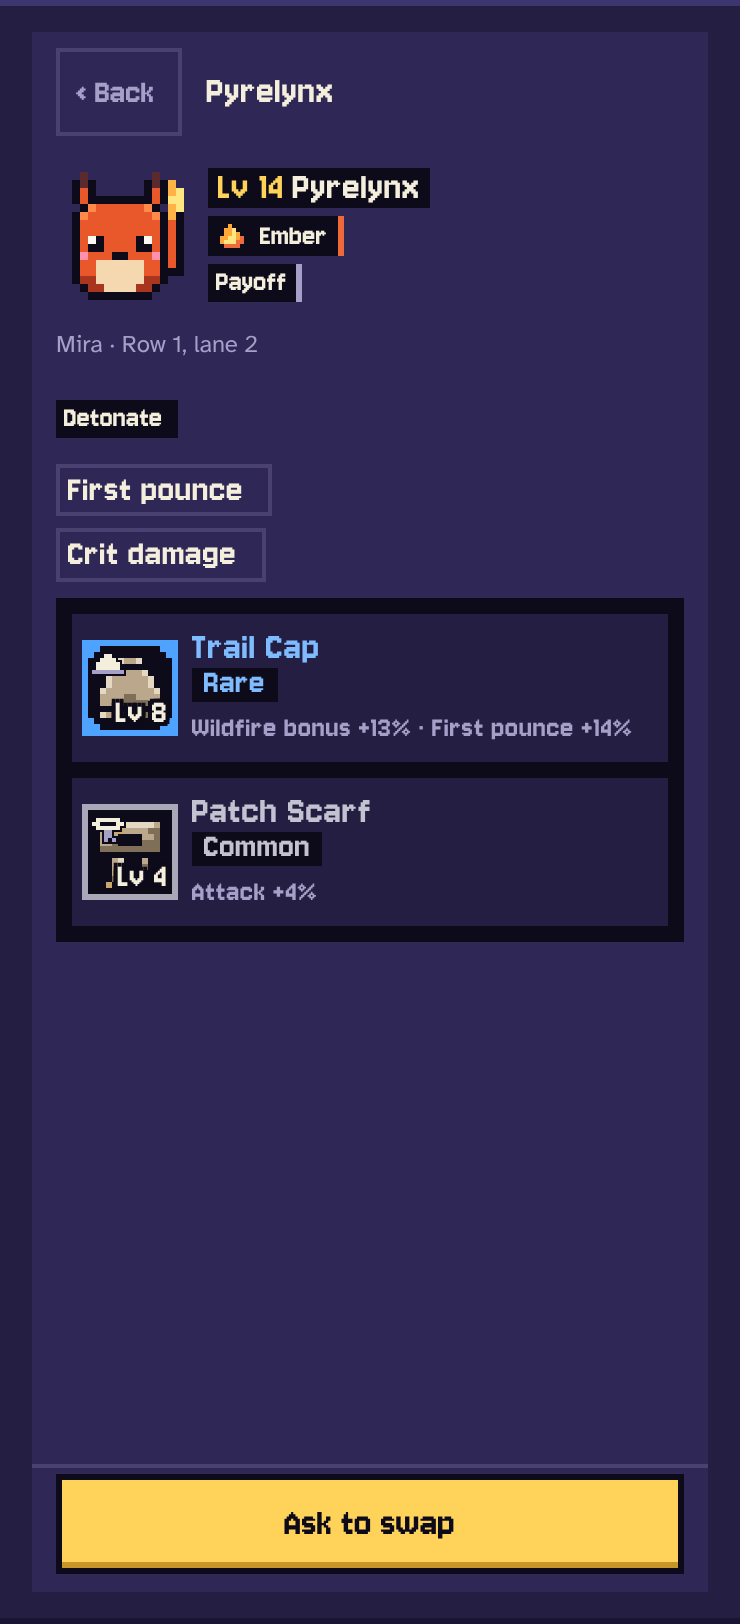 ‹ Back
Pyrelynx
Lv 14 Pyrelynx
Ember
Payoff
Mira · Row 1, lane 2
Detonate
First pounce
Crit damage
Trail Cap
Rare
Lv 8
Wildfire bonus +13% · First pounce +14%
Patch Scarf
Common
Lv 4
Attack +4%
Ask to swap